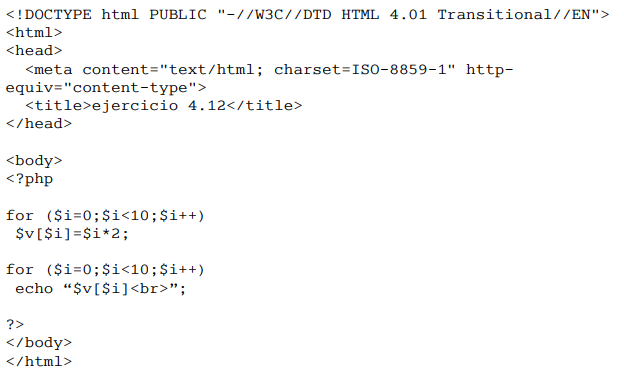 <!DOCTYPE html PUBLIC "-//W3C//DTD HTML 4.01 Transitional//EN">
<html>
<head>
  <meta content="text/html; charset=ISO-8859-1" http-
equiv="content-type">
  <title>ejercicio 4.12</title>
</head>

<body>
<?php

for ($i=0;$i<10;$i++)
 $v[$i]=$i*2;

for ($i=0;$i<10;$i++)
 echo “$v[$i]<br>”;

?>
</body>
</html>